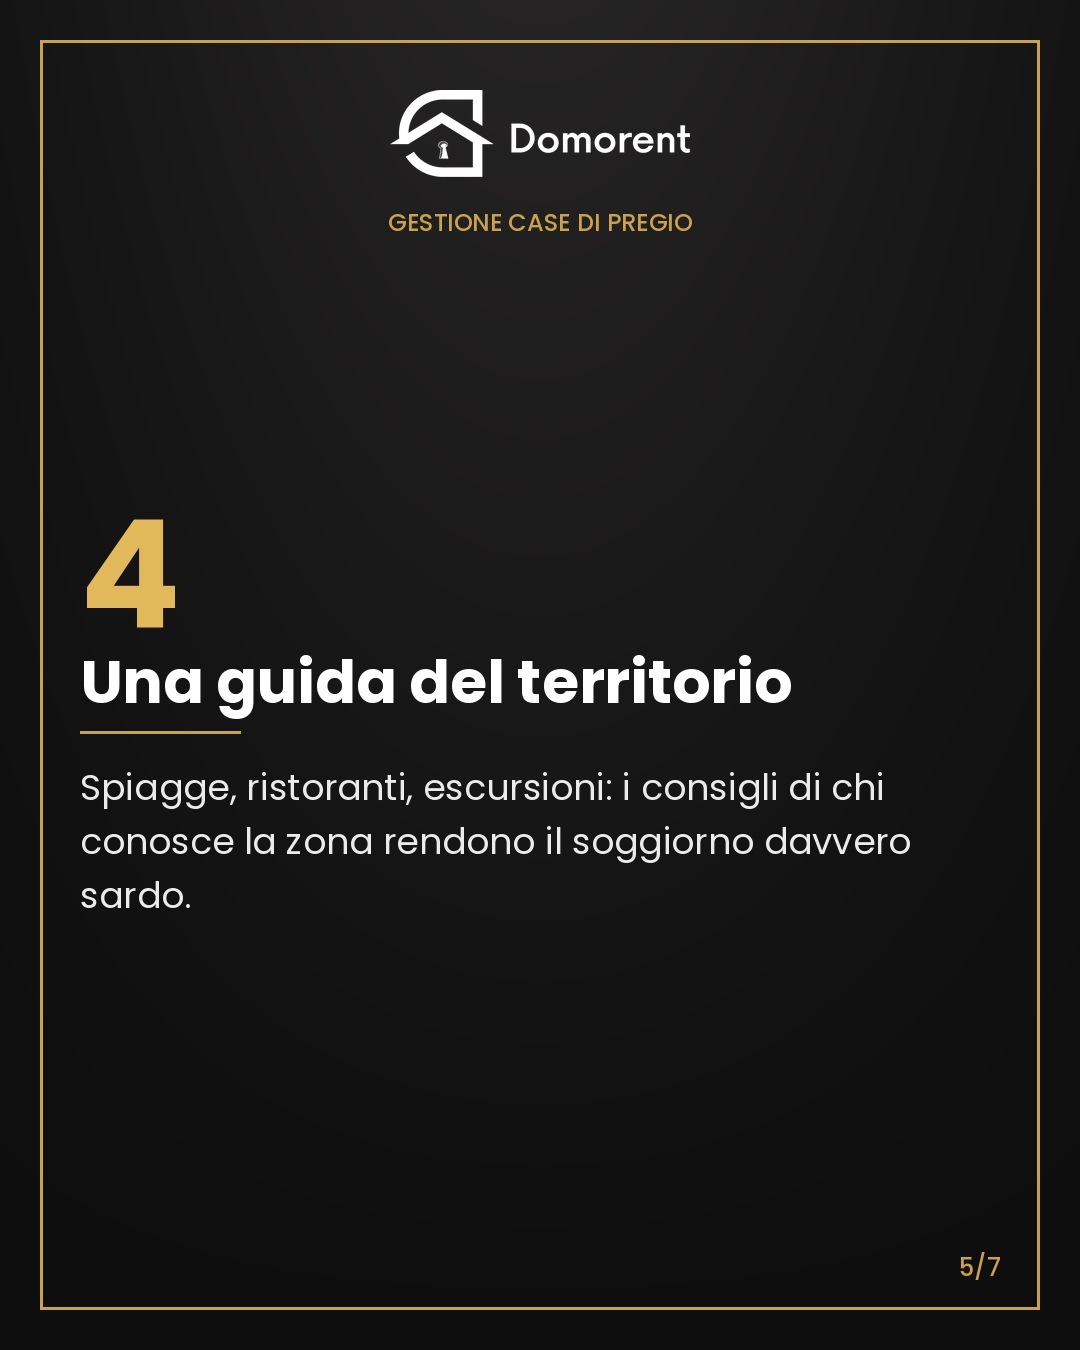 Domorent
GESTIONE CASE DI PREGIO
4
Una guida del territorio
Spiagge, ristoranti, escursioni: i consigli di chi
conosce la zona rendono il soggiorno davvero
sardo.
5/7